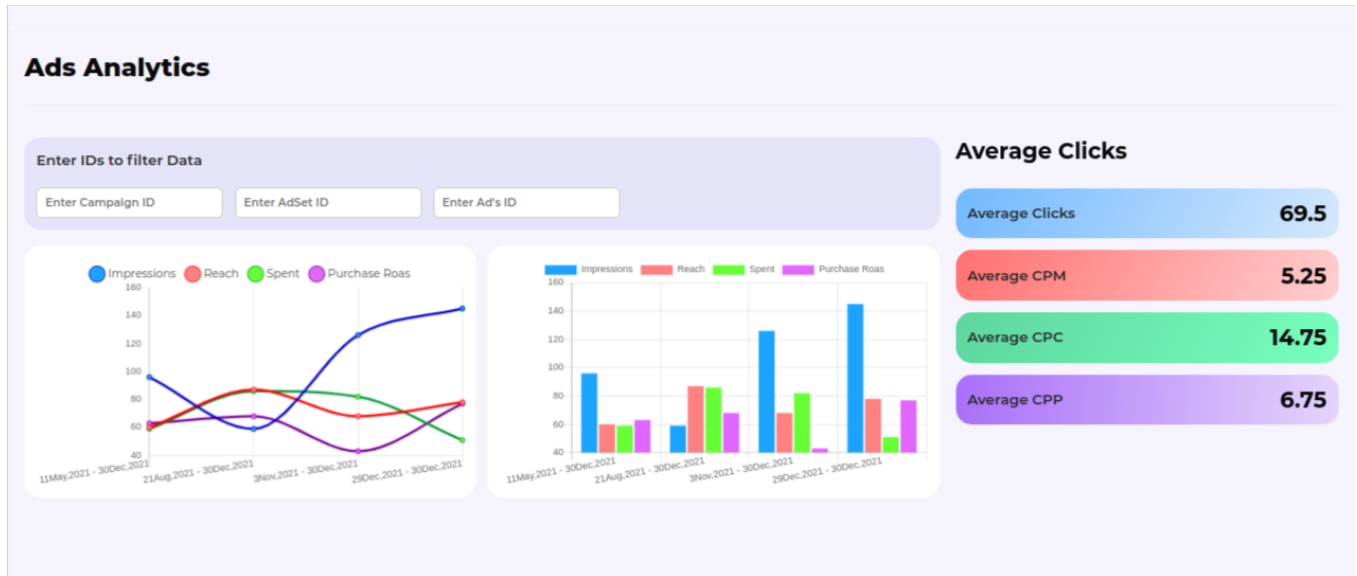 Ads Analytics
Enter IDs to filter Data
Enter Campaign ID
Enter AdSet ID
Enter Ad's ID
Impressions Reach Spent Purchase Roas
160
140
120
100
80
60
40
11May,2021 - 30Dec,2021
21Aug,2021 - 30Dec,2021
3Nov,2021 - 30Dec,2021
29Dec,2021 - 30Dec,2021
Impressions Reach Spent Purchase Roas
160
140
120
100
80
60
40
11May,2021 - 30Dec,2021
21Aug,2021 - 30Dec,2021
3Nov,2021 - 30Dec,2021
29Dec,2021 - 30Dec,2021
Average Clicks
Average Clicks 69.5
Average CPM 5.25
Average CPC 14.75
Average CPP 6.75